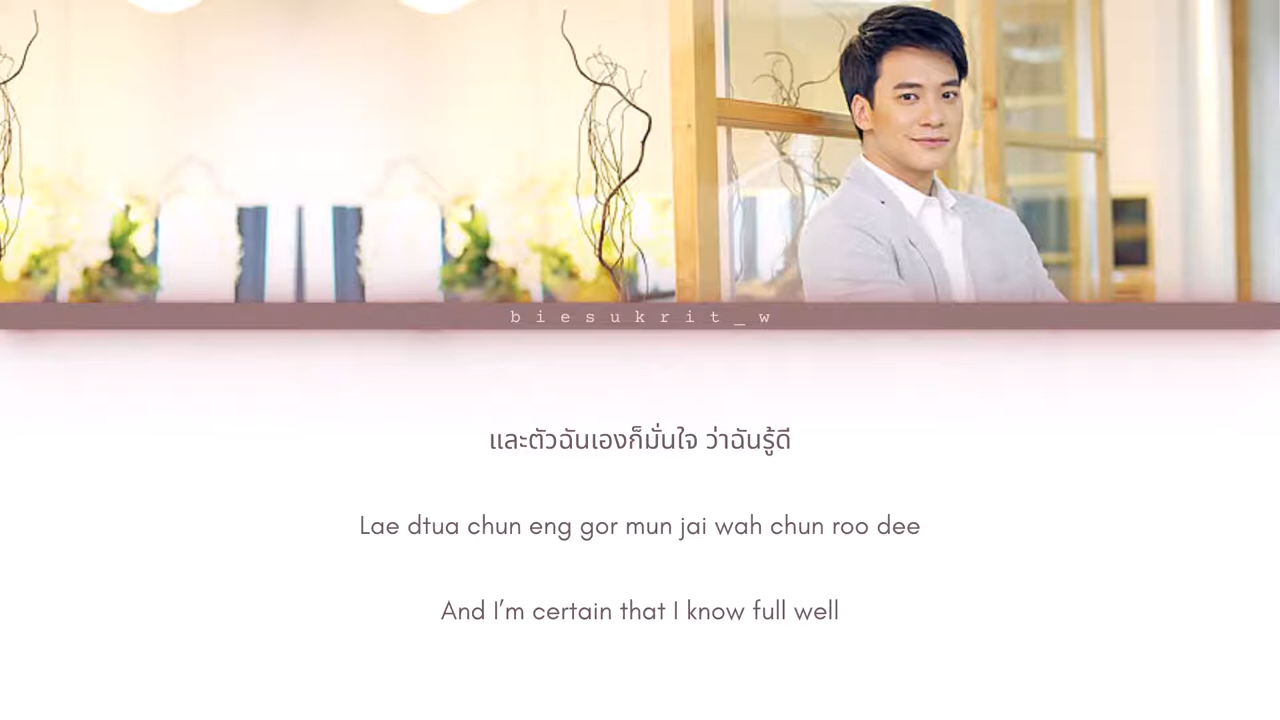 biesukrit_w
และตัวฉันเองก็มั่นใจ ว่าฉันรู้ดี
Lae dtua chun eng gor mun jai wah chun roo dee
And I’m certain that I know full well